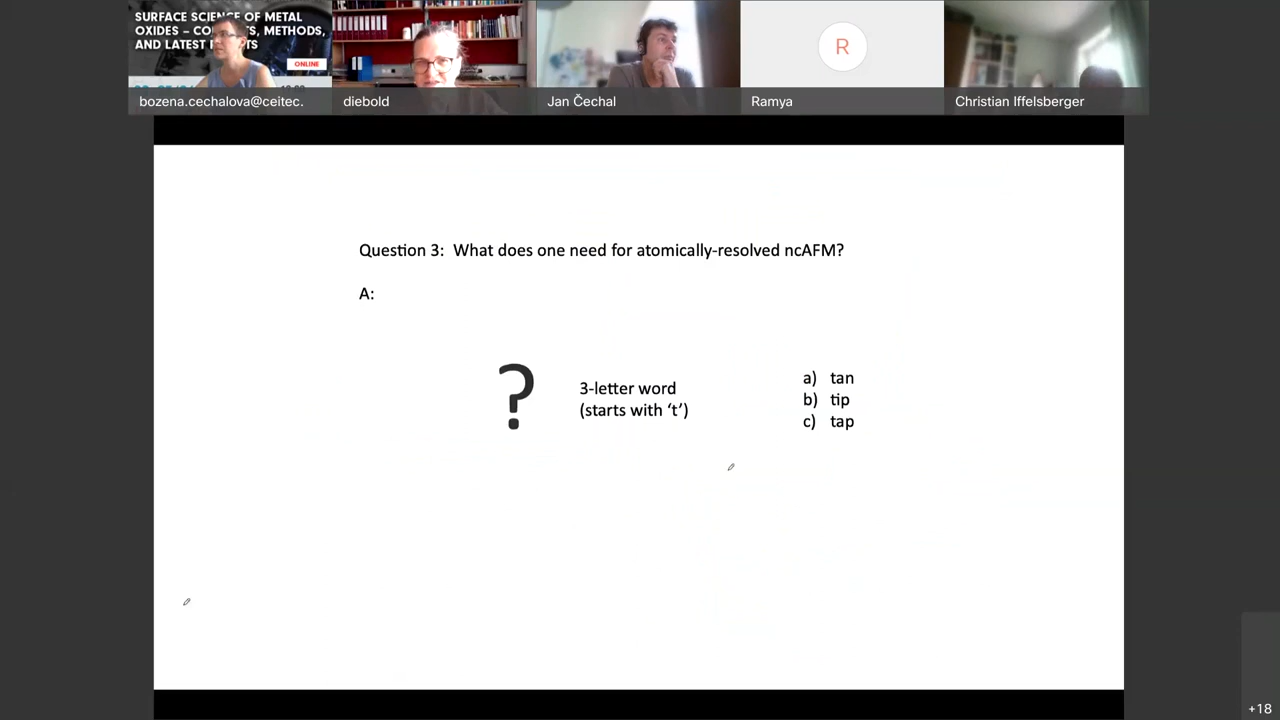 SURFACE SCIENCE OF METAL
OXIDES – METHODS,
AND LATEST
ONLINE
bozena.cechalova@ceitec.
diebold
Jan Čechal
R
Ramya
Christian Iffelsberger
Question 3: What does one need for atomically-resolved ncAFM?
A:
?
3-letter word
(starts with ‘t’)
a) tan
b) tip
c) tap
+18